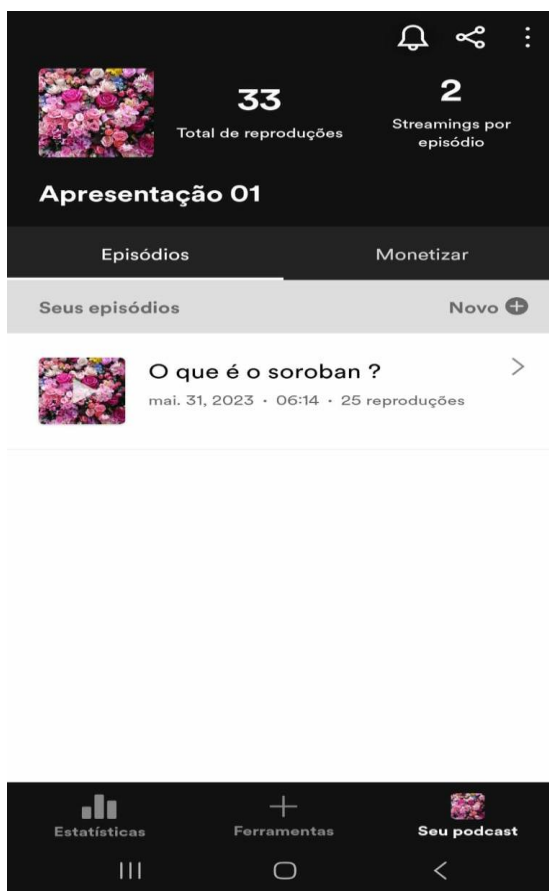 33
Total de reproduções
2
Streamings por
episódio
Apresentação 01
Episódios
Monetizar
Seus episódios
Novo
O que é o soroban ?
mai. 31, 2023 · 06:14 · 25 reproduções
Estatísticas
Ferramentas
Seu podcast